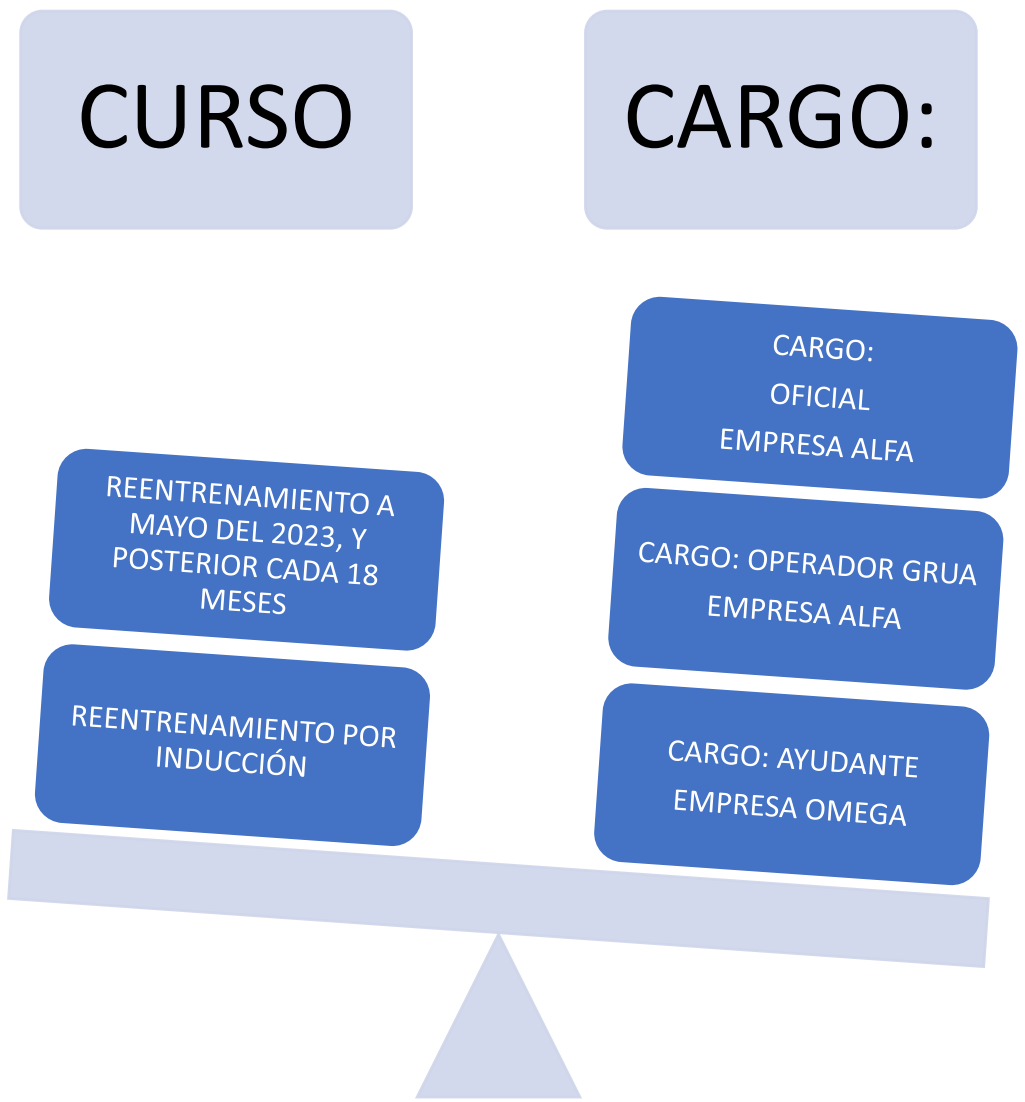 CURSO
CARGO:
REENTRENAMIENTO A
MAYO DEL 2023, Y
POSTERIOR CADA 18
MESES
REENTRENAMIENTO POR
INDUCCIÓN
CARGO:
OFICIAL
EMPRESA ALFA
CARGO: OPERADOR GRUA
EMPRESA ALFA
CARGO: AYUDANTE
EMPRESA OMEGA